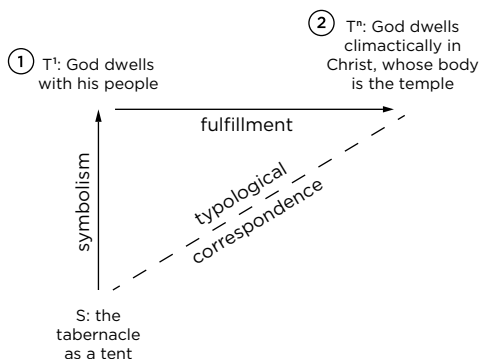 1
T¹: God dwells
with his people
2
Tⁿ: God dwells
climactically in
Christ, whose body
is the temple
fulfillment
symbolism
typological
correspondence
S: the
tabernacle
as a tent